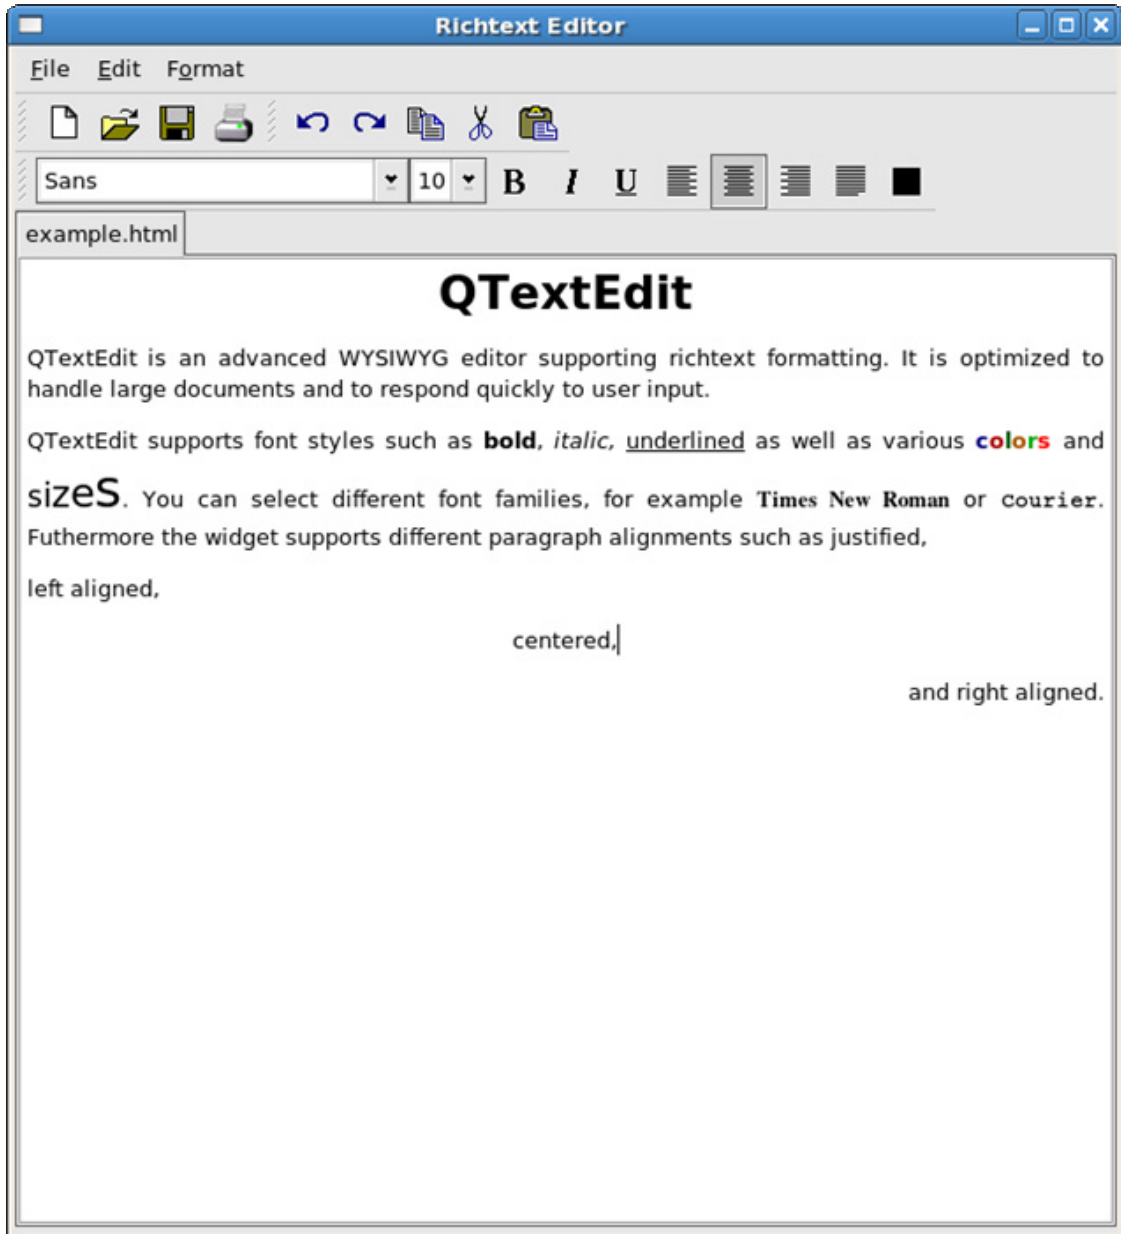 Richtext Editor
File Edit Format
Sans 10 B I U
example.html
QTextEdit
QTextEdit is an advanced WYSIWYG editor supporting richtext formatting. It is optimized to
handle large documents and to respond quickly to user input.
QTextEdit supports font styles such as bold, italic, underlined as well as various colors and
sizeS. You can select different font families, for example Times New Roman or Courier.
Futhermore the widget supports different paragraph alignments such as justified,
left aligned,
centered,
and right aligned.